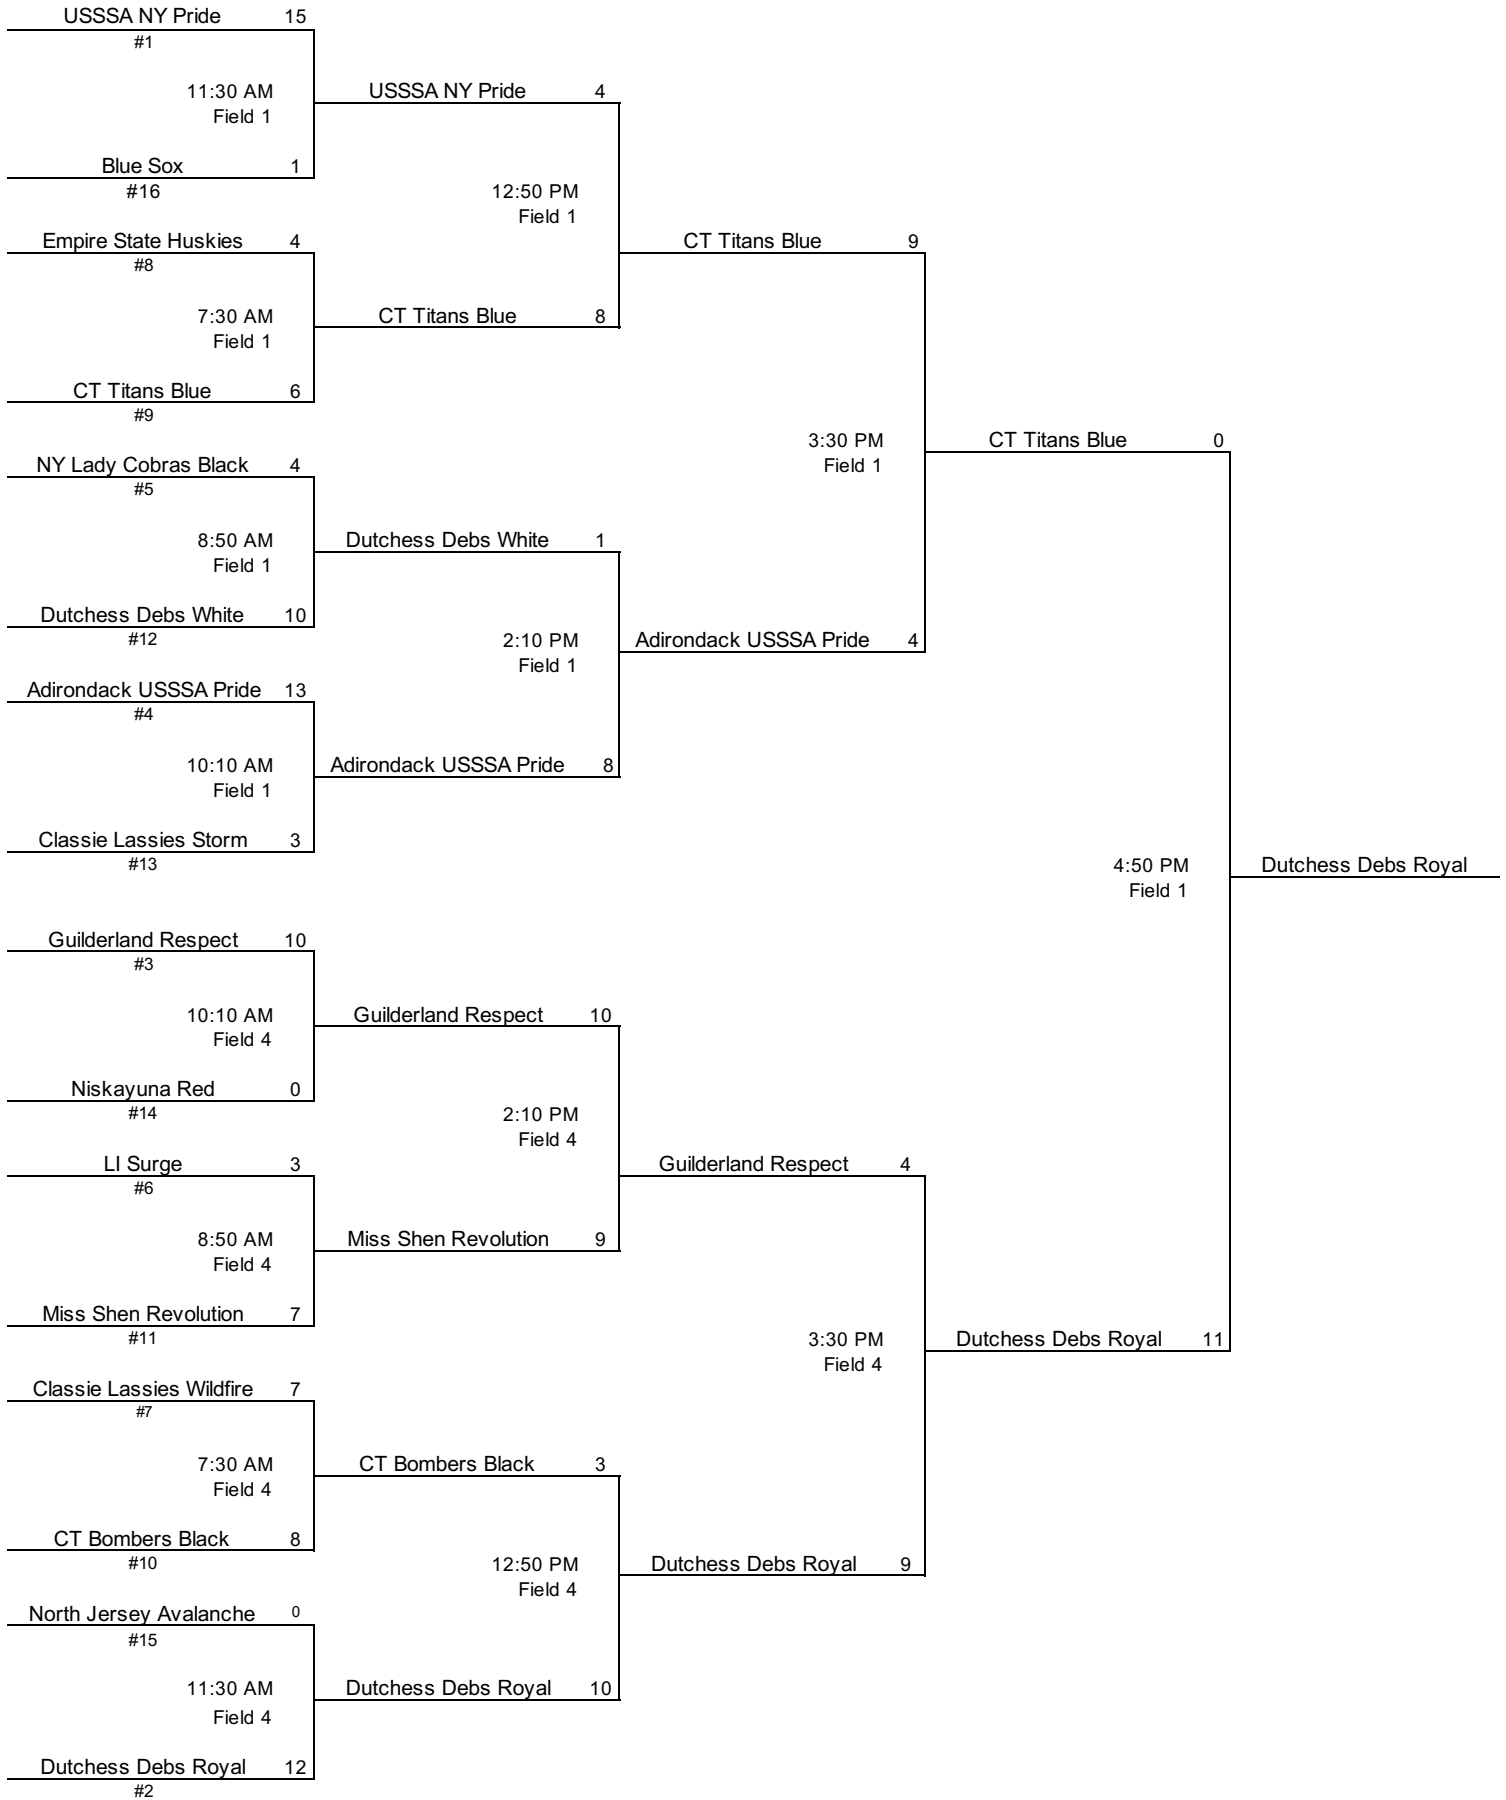 USSSA NY Pride 15
#1
11:30 AM
Field 1
USSSA NY Pride 4
Blue Sox 1
#16
12:50 PM
Field 1
Empire State Huskies 4
#8
CT Titans Blue 9
7:30 AM
Field 1
CT Titans Blue 8
CT Titans Blue 6
#9
3:30 PM
Field 1
CT Titans Blue 0
NY Lady Cobras Black 4
#5
8:50 AM
Field 1
Dutchess Debs White 1
Dutchess Debs White 10
#12
2:10 PM
Field 1
Adirondack USSSA Pride 4
Adirondack USSSA Pride 13
#4
10:10 AM
Field 1
Adirondack USSSA Pride 8
Classie Lassies Storm 3
#13
4:50 PM
Field 1
Dutchess Debs Royal
Guilderland Respect 10
#3
10:10 AM
Field 4
Guilderland Respect 10
Niskayuna Red 0
#14
2:10 PM
Field 4
LI Surge 3
#6
Guilderland Respect 4
8:50 AM
Field 4
Miss Shen Revolution 9
Miss Shen Revolution 7
#11
3:30 PM
Field 4
Dutchess Debs Royal 11
Classie Lassies Wildfire 7
#7
7:30 AM
Field 4
CT Bombers Black 3
CT Bombers Black 8
#10
12:50 PM
Field 4
Dutchess Debs Royal 9
North Jersey Avalanche 0
#15
11:30 AM
Field 4
Dutchess Debs Royal 10
Dutchess Debs Royal 12
#2